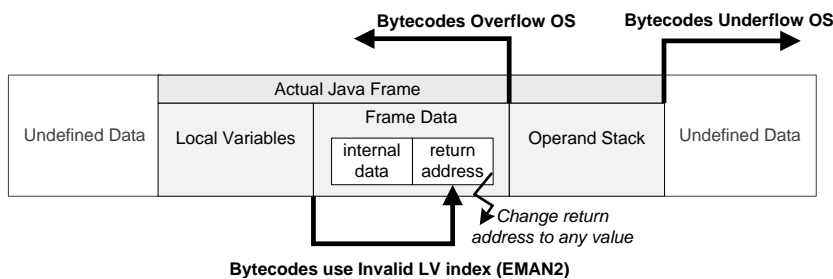 Bytecodes Overflow OS
Bytecodes Underflow OS
Actual Java Frame
Undefined Data
Local Variables
Frame Data
internal
data
return
address
Operand Stack
Undefined Data
Change return
address to any value
Bytecodes use Invalid LV index (EMAN2)